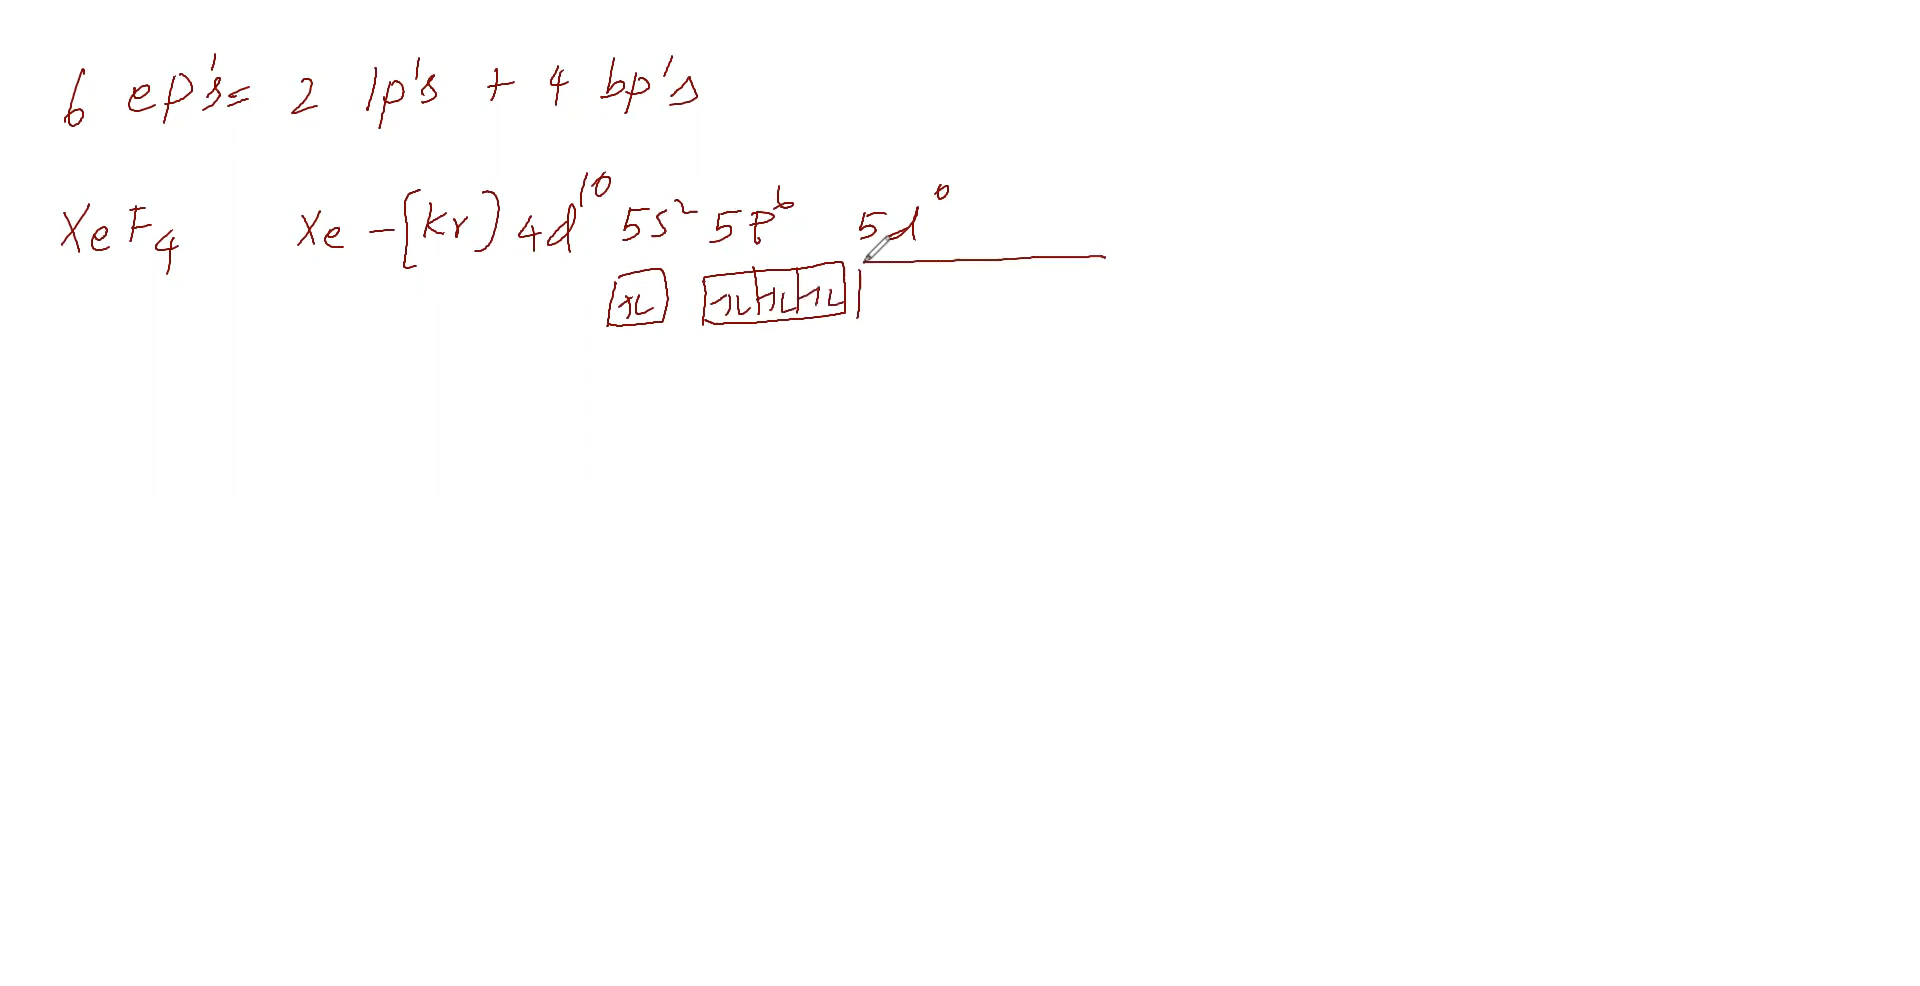 6 ep's = 2 lp's + 4 bp's
XeF₄ Xe - [Kr] 4d¹⁰ 5s² 5p⁶ 5d⁰
⥮ ⥮ ⥮ ⥮